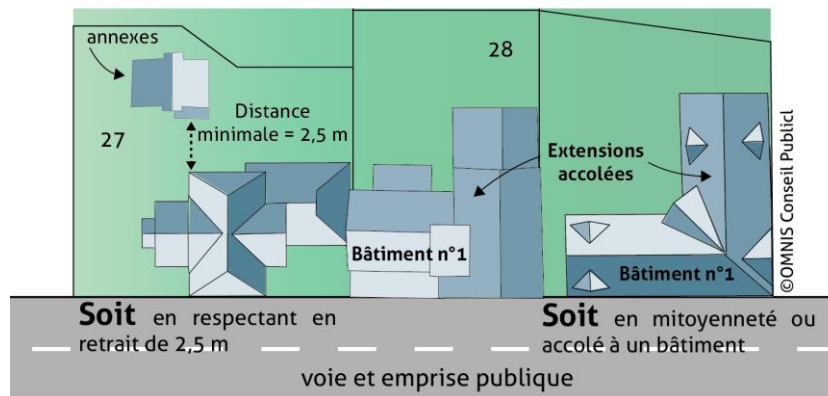 annexes
28
Distance
minimale = 2,5 m
27
Extensions
accolées
Bâtiment n°1
Bâtiment n°1
©OMNIS Conseil Publicl
Soit en respectant en
retrait de 2,5 m
Soit en mitoyenneté ou
accolé à un bâtiment
voie et emprise publique